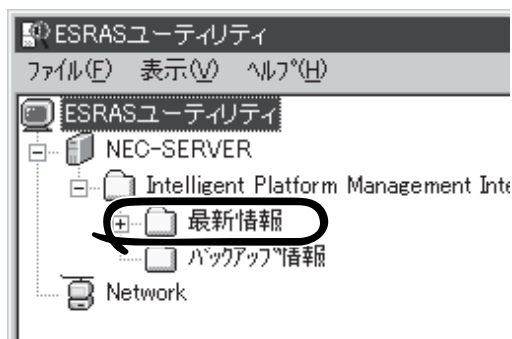 ESRASユーティリティ
ファイル(F) 表示(V) ヘルプ(H)
ESRASユーティリティ
NEC-SERVER
Intelligent Platform Management Inte
最新情報
バックアップ情報
Network